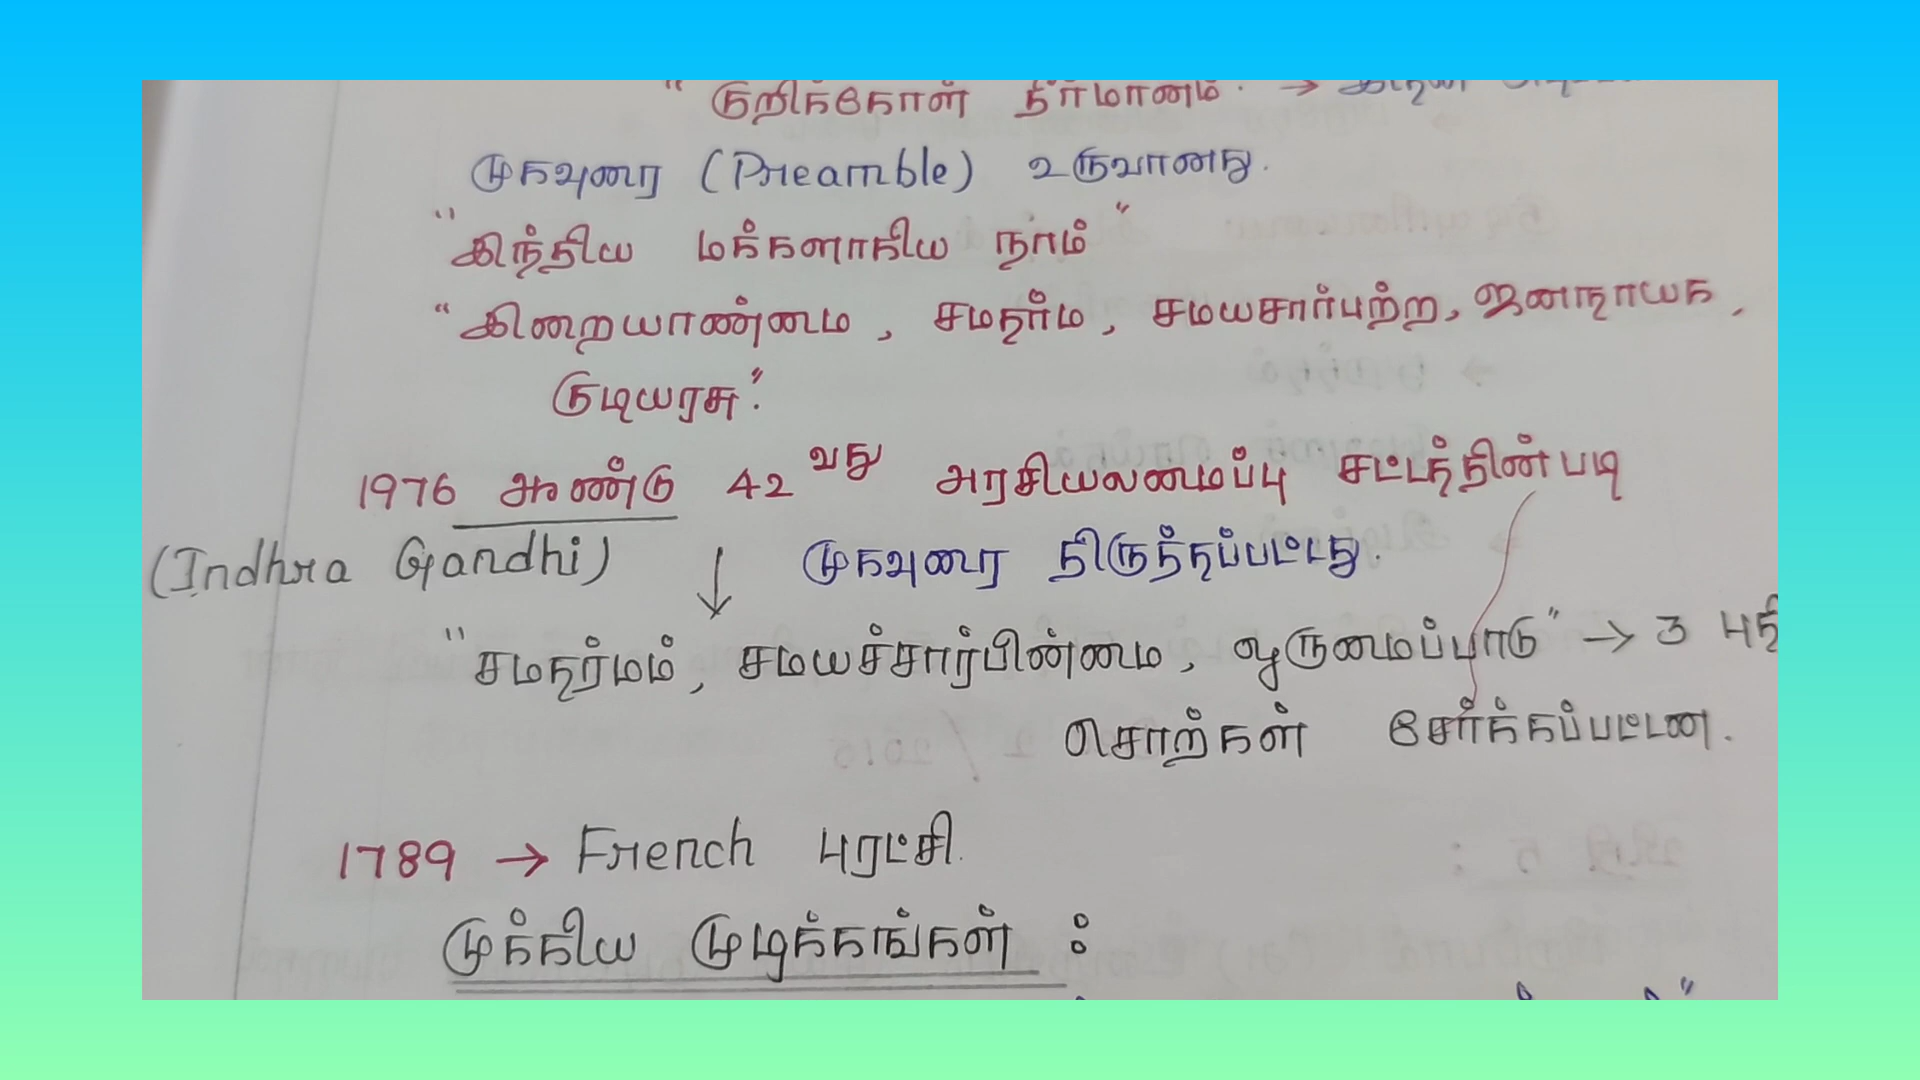 " குறிக்கோள் தீர்மானம். →
முகவுரை (Preamble) உருவானது.
"இந்திய மக்களாகிய நாம்"
"இறையாண்மை, சமதர்ம, சமயசார்பற்ற, ஜனநாயக,
குடியரசு".
1976 ஆண்டு 42 வது அரசியலமைப்பு சட்டத்தின் படி
(Indhra Gandhi) ↓ முகவுரை திருத்தப்பட்டது.
"சமதர்மம், சமயச்சார்பின்மை, ஒருமைப்பாடு" → 3
சொற்கள் சேர்க்கப்பட்டன.
1789 → French புரட்சி.
முக்கிய முழக்கங்கள் :